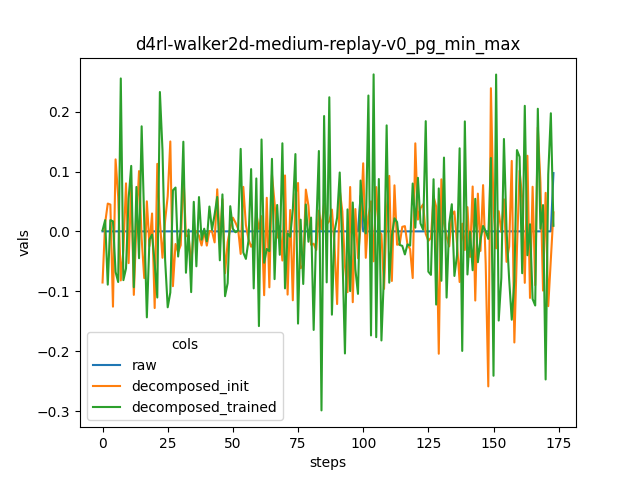 d4rl-walker2d-medium-replay-v0_pg_min_max
vals
0.2
0.1
0.0
−0.1
−0.2
−0.3
cols
raw
decomposed_init
decomposed_trained
0 25 50 75 100 125 150 175
steps